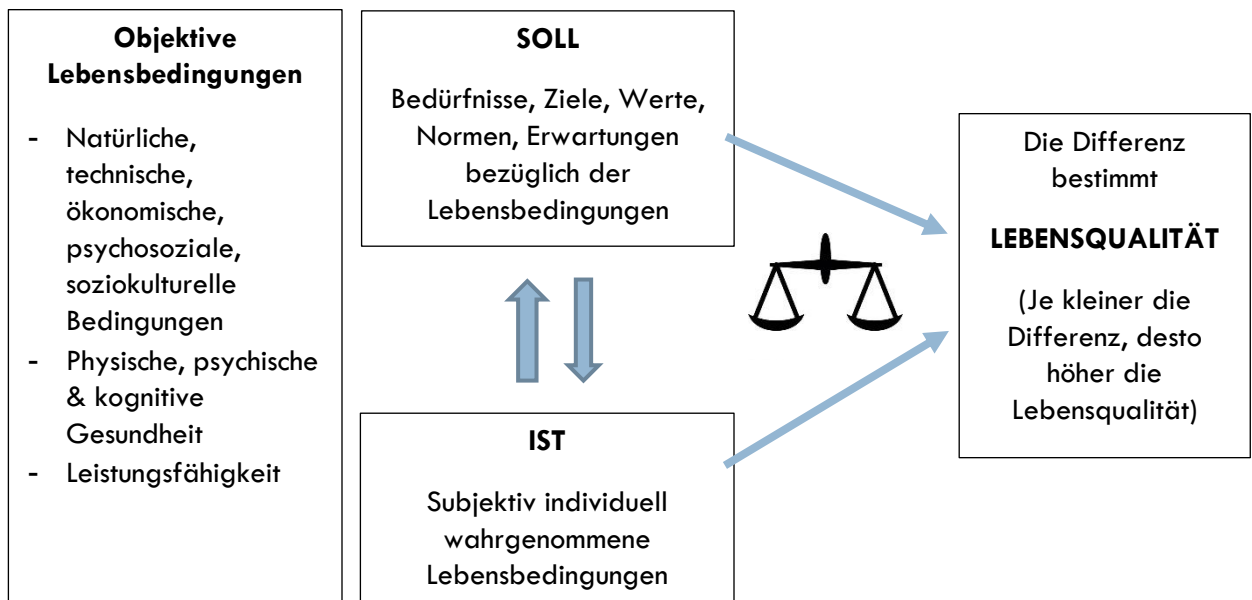 Objektive
Lebensbedingungen
- Natürliche,
technische,
ökonomische,
psychosoziale,
soziokulturelle
Bedingungen
- Physische, psychische
& kognitive
Gesundheit
- Leistungsfähigkeit
SOLL
Bedürfnisse, Ziele, Werte,
Normen, Erwartungen
bezüglich der
Lebensbedingungen
IST
Subjektiv individuell
wahrgenommene
Lebensbedingungen
Die Differenz
bestimmt
LEBENSQUALITÄT
(Je kleiner die
Differenz, desto
höher die
Lebensqualität)